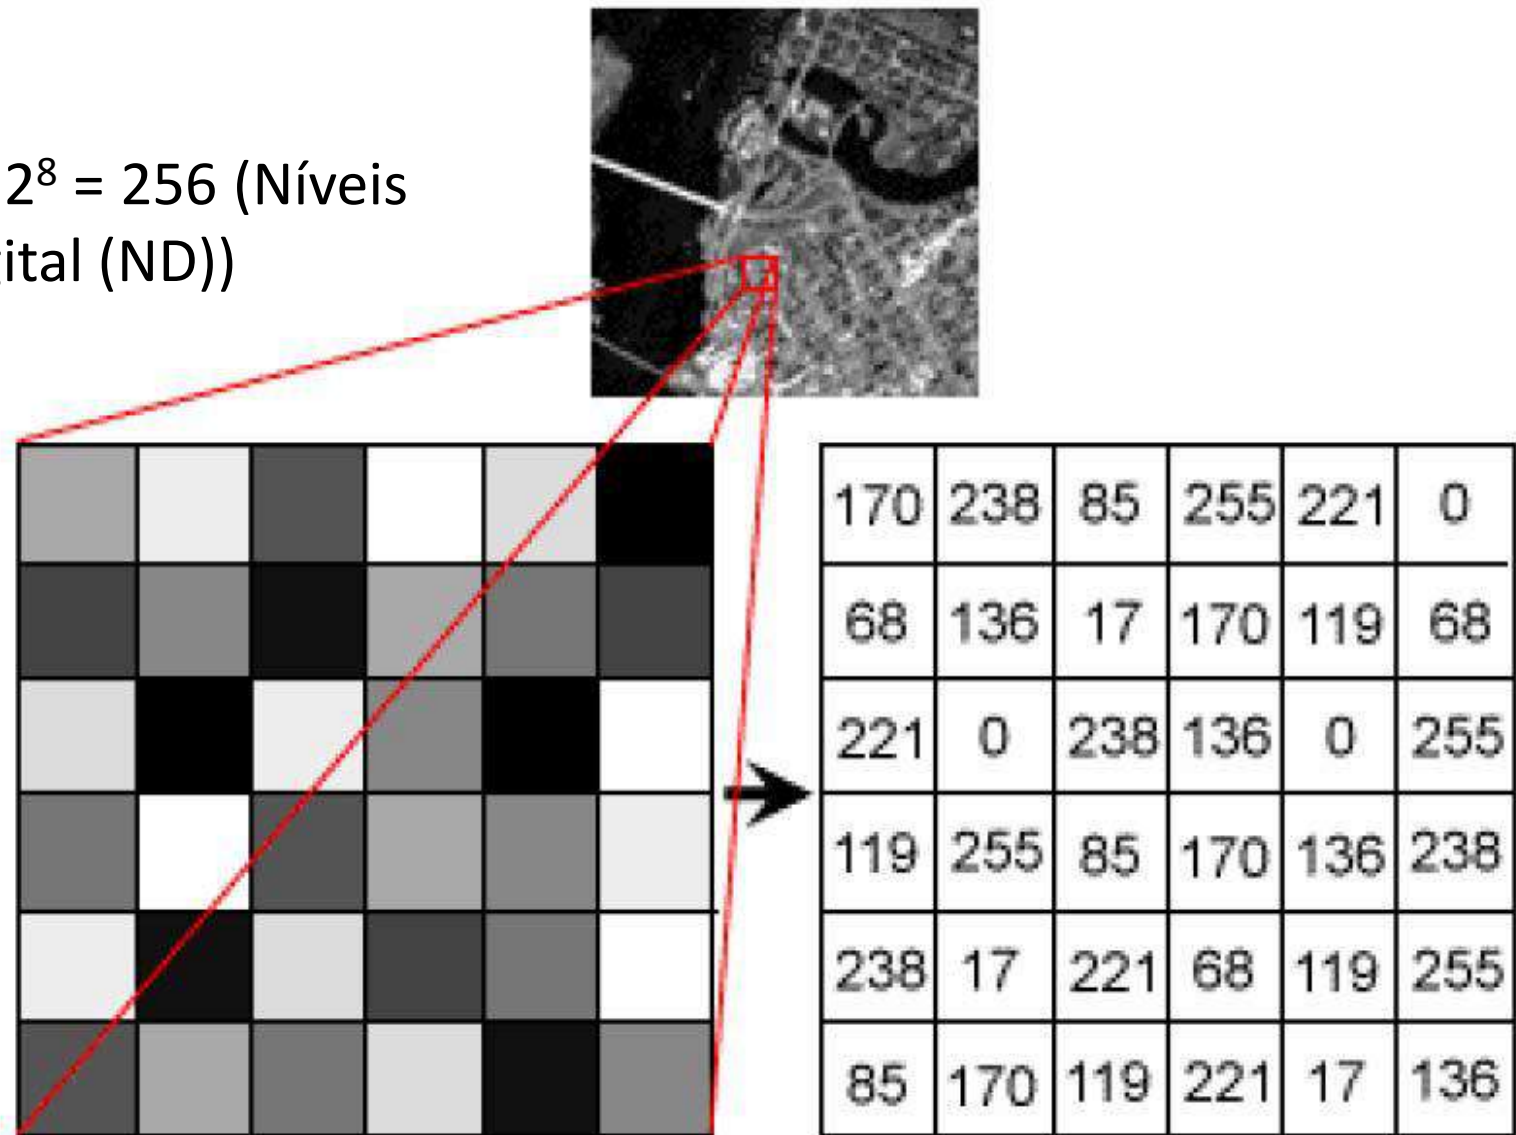 2⁸ = 256 (Níveis
ital (ND))
170 238 85 255 221 0
68 136 17 170 119 68
221 0 238 136 0 255
119 255 85 170 136 238
238 17 221 68 119 255
85 170 119 221 17 136